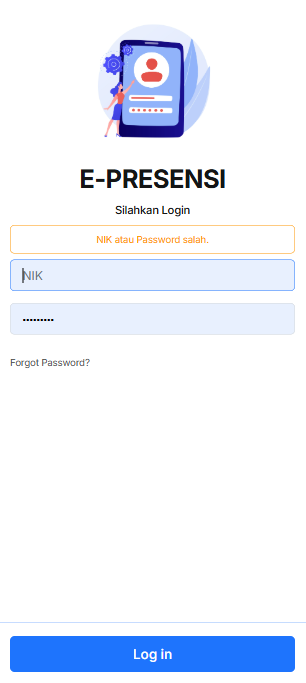 E-PRESENSI
Silahkan Login
NIK atau Password salah.
NIK
•••••••••
Forgot Password?
Log in